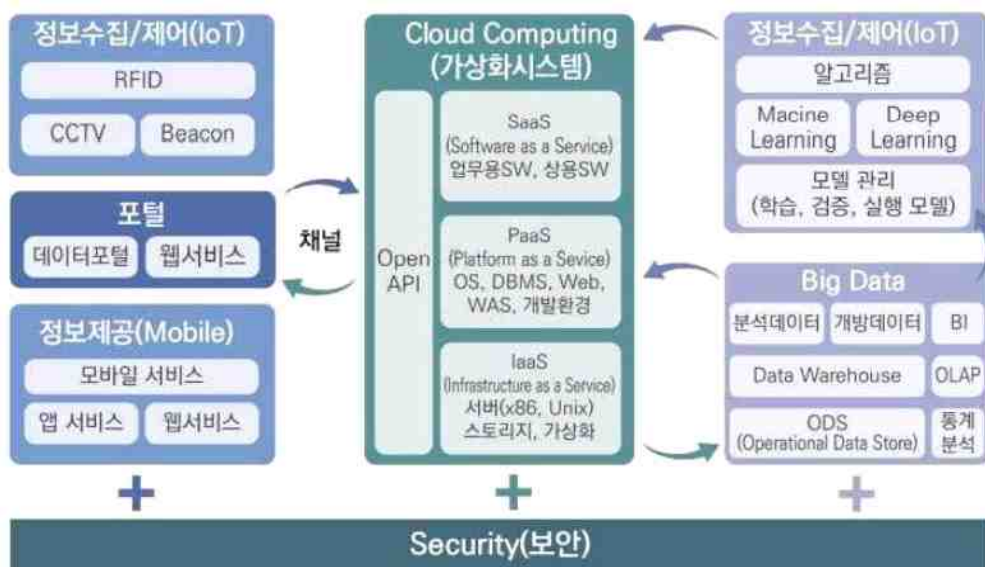 정보수집/제어(IoT)
RFID
CCTV
Beacon
포털
데이터포털
웹서비스
정보제공(Mobile)
모바일 서비스
앱 서비스
웹서비스
채널
Cloud Computing
(가상화시스템)
Open
API
SaaS
(Software as a Service)
업무용SW, 상용SW
PaaS
(Platform as a Sevice)
OS, DBMS, Web,
WAS, 개발환경
IaaS
(Infrastructure as a Service)
서버(x86, Unix)
스토리지, 가상화
정보수집/제어(IoT)
알고리즘
Macine
Learning
Deep
Learning
모델 관리
(학습, 검증, 실행 모델)
Big Data
분석데이터
개방데이터
BI
Data Warehouse
OLAP
ODS
(Operational Data Store)
통계
분석
Security(보안)